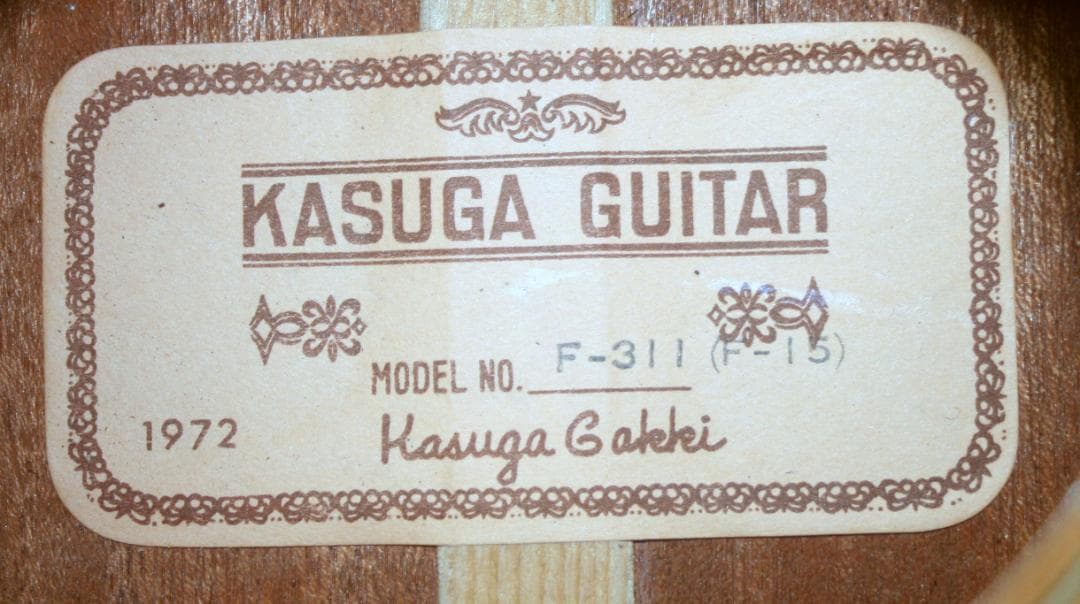 KASUGA GUITAR
MODEL NO. F-311 (F-15)
1972
Kasuga Gakki